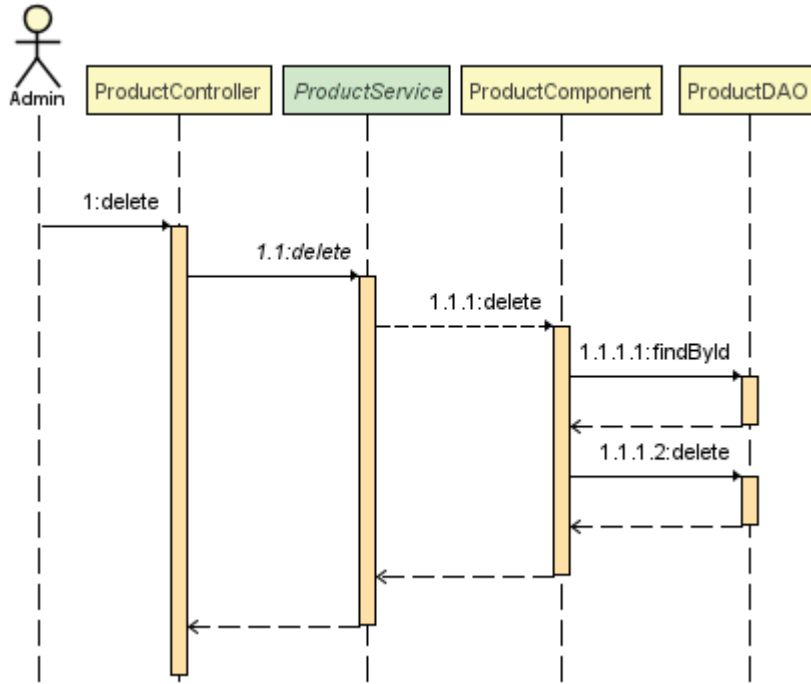 Admin
ProductController
ProductService
ProductComponent
ProductDAO
1:delete
1.1:delete
1.1.1:delete
1.1.1.1:findById
1.1.1.2:delete